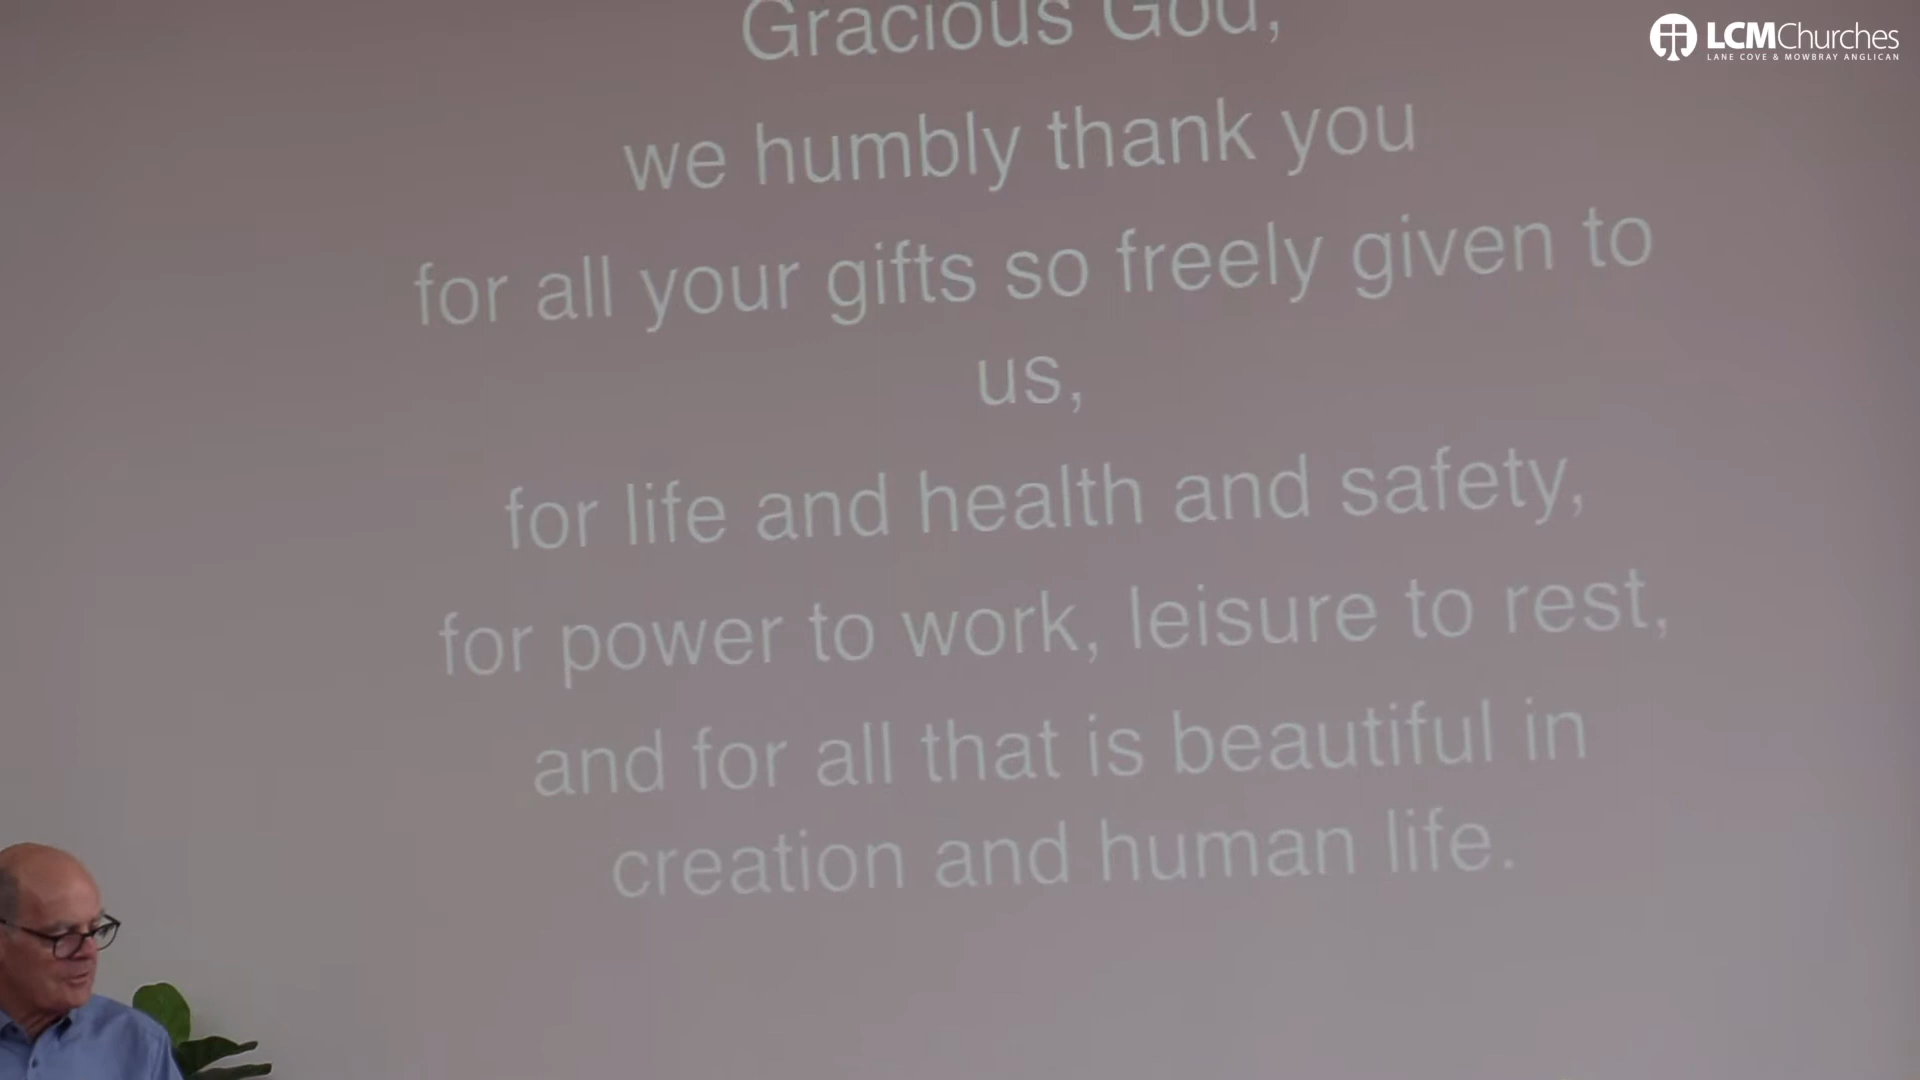 Gracious God,
we humbly thank you
for all your gifts so freely given to
us,
for life and health and safety,
for power to work, leisure to rest,
and for all that is beautiful in
creation and human life.
LCMChurches
LANE COVE & MOWBRAY ANGLICAN